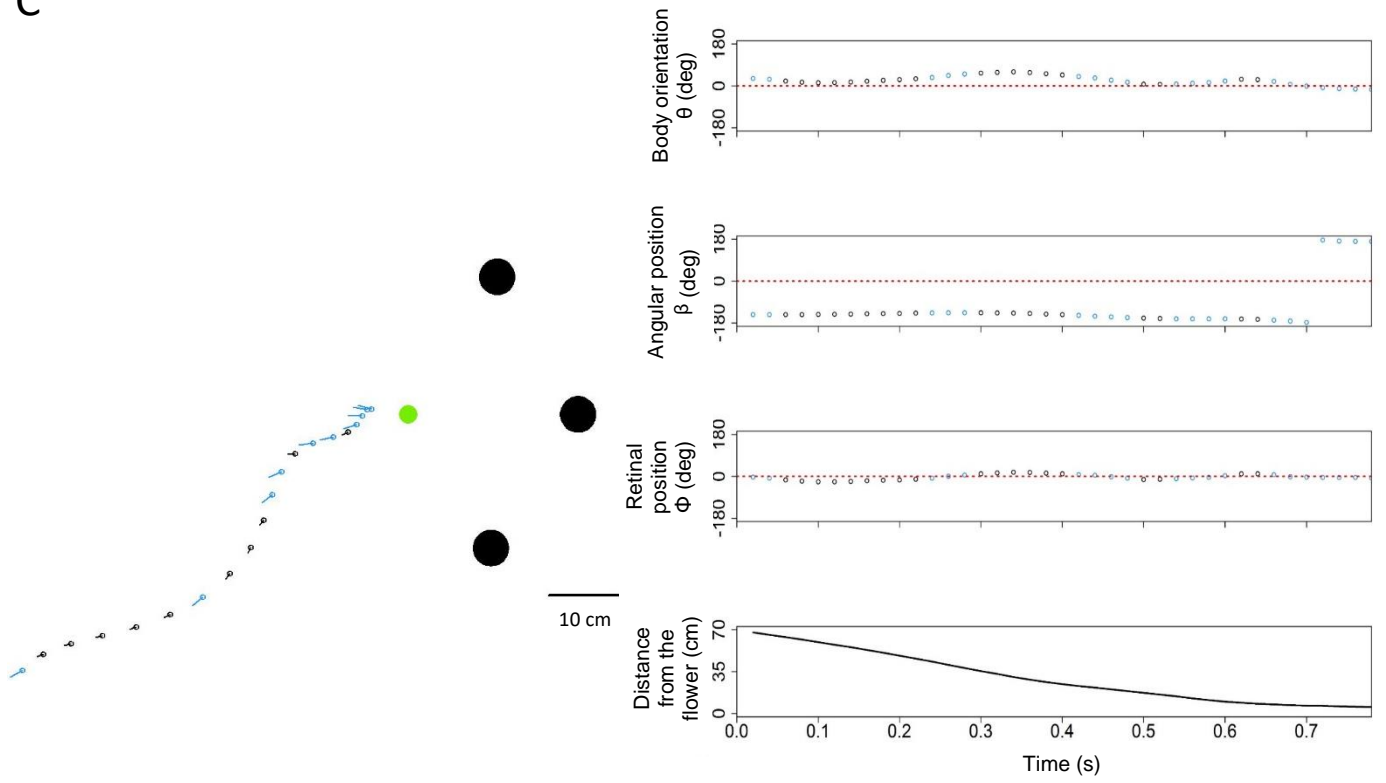 C
10 cm
Body orientation
θ (deg)
180
0
-180
Angular position
β (deg)
180
0
-180
Retinal
position
Φ (deg)
180
0
-180
Distance
from the
flower (cm)
70
35
0
0.0 0.1 0.2 0.3 0.4 0.5 0.6 0.7
Time (s)